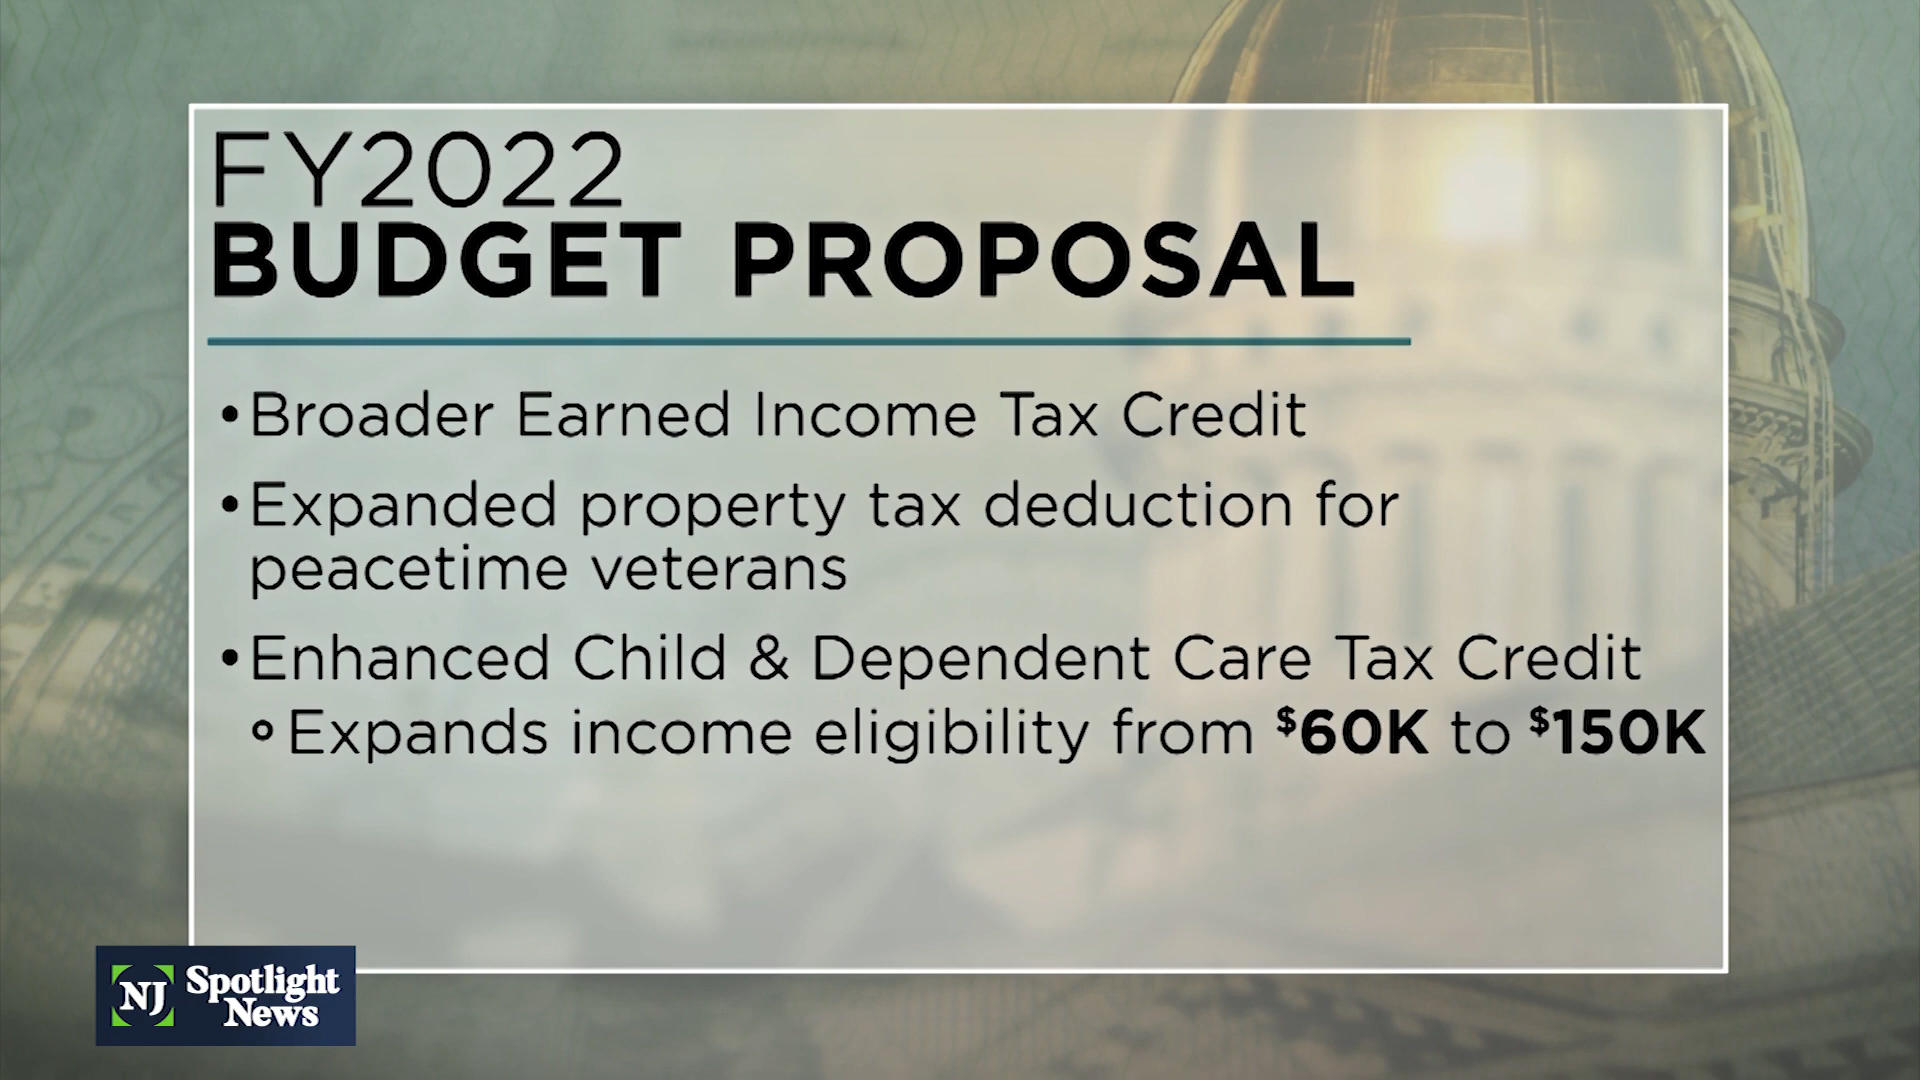 FY2022
BUDGET PROPOSAL
•Broader Earned Income Tax Credit
•Expanded property tax deduction for
peacetime veterans
•Enhanced Child & Dependent Care Tax Credit
⚬Expands income eligibility from $60K to $150K
NJ Spotlight
News